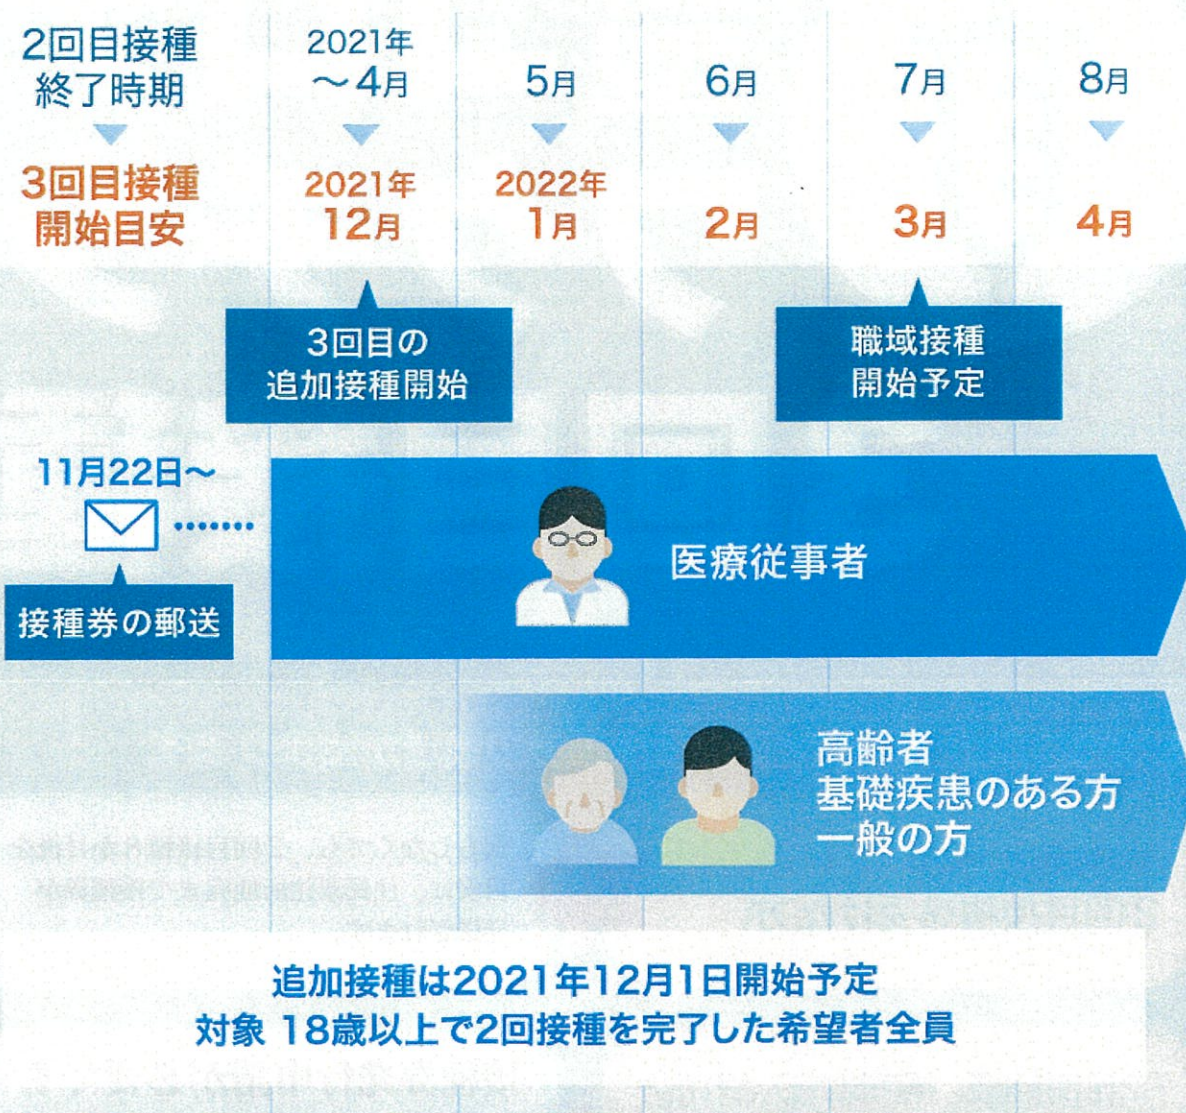 2回目接種
終了時期
2021年
～4月
5月
6月
7月
8月
3回目接種
開始目安
2021年
12月
2022年
1月
2月
3月
4月
3回目の
追加接種開始
職域接種
開始予定
11月22日～
接種券の郵送
医療従事者
高齢者
基礎疾患のある方
一般の方
追加接種は2021年12月1日開始予定
対象 18歳以上で2回接種を完了した希望者全員